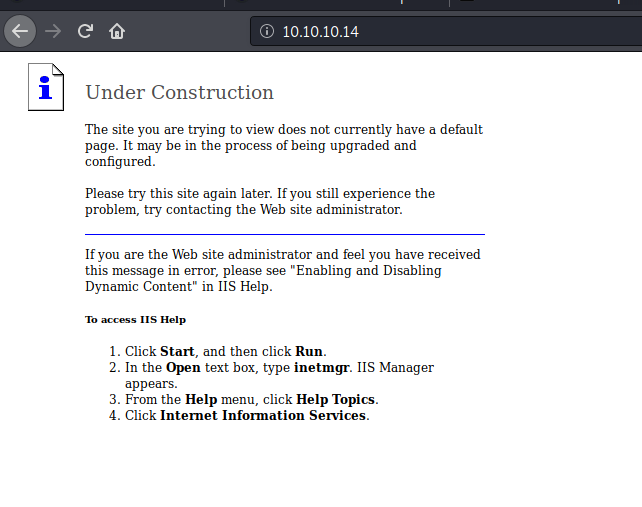 10.10.10.14
Under Construction
The site you are trying to view does not currently have a default
page. It may be in the process of being upgraded and
configured.
Please try this site again later. If you still experience the
problem, try contacting the Web site administrator.
If you are the Web site administrator and feel you have received
this message in error, please see "Enabling and Disabling
Dynamic Content" in IIS Help.
To access IIS Help
1. Click Start, and then click Run.
2. In the Open text box, type inetmgr. IIS Manager
appears.
3. From the Help menu, click Help Topics.
4. Click Internet Information Services.